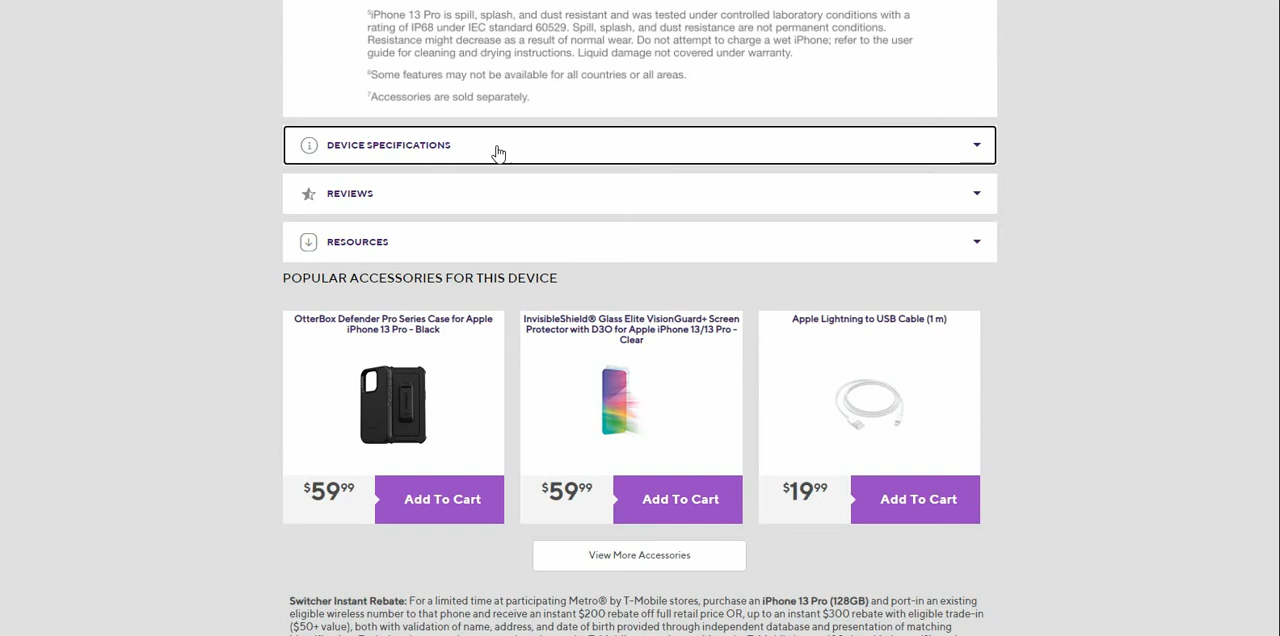 ⁵iPhone 13 Pro is spill, splash, and dust resistant and was tested under controlled laboratory conditions with a
rating of IP68 under IEC standard 60529. Spill, splash, and dust resistance are not permanent conditions.
Resistance might decrease as a result of normal wear. Do not attempt to charge a wet iPhone; refer to the user
guide for cleaning and drying instructions. Liquid damage not covered under warranty.
⁶Some features may not be available for all countries or all areas.
⁷Accessories are sold separately.
DEVICE SPECIFICATIONS
REVIEWS
RESOURCES
POPULAR ACCESSORIES FOR THIS DEVICE
OtterBox Defender Pro Series Case for Apple
iPhone 13 Pro - Black
$59.99
Add To Cart
InvisibleShield® Glass Elite VisionGuard+ Screen
Protector with D3O for Apple iPhone 13/13 Pro -
Clear
$59.99
Add To Cart
Apple Lightning to USB Cable (1 m)
$19.99
Add To Cart
View More Accessories
Switcher Instant Rebate: For a limited time at participating Metro® by T-Mobile stores, purchase an iPhone 13 Pro (128GB) and port-in an existing
eligible wireless number to that phone and receive an instant $200 rebate off full retail price OR, up to an instant $300 rebate with eligible trade-in
($50+ value), both with validation of name, address, and date of birth provided through independent database and presentation of matching